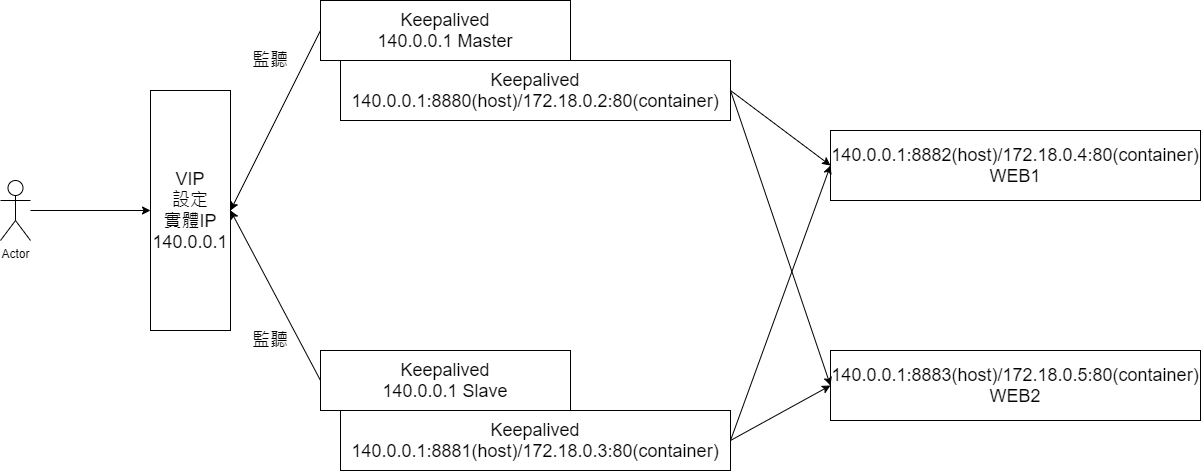 Keepalived
140.0.0.1 Master
監聽
Keepalived
140.0.0.1:8880(host)/172.18.0.2:80(container)
VIP
設定
實體IP
140.0.0.1
Actor
140.0.0.1:8882(host)/172.18.0.4:80(container)
WEB1
監聽
Keepalived
140.0.0.1 Slave
Keepalived
140.0.0.1:8881(host)/172.18.0.3:80(container)
140.0.0.1:8883(host)/172.18.0.5:80(container)
WEB2